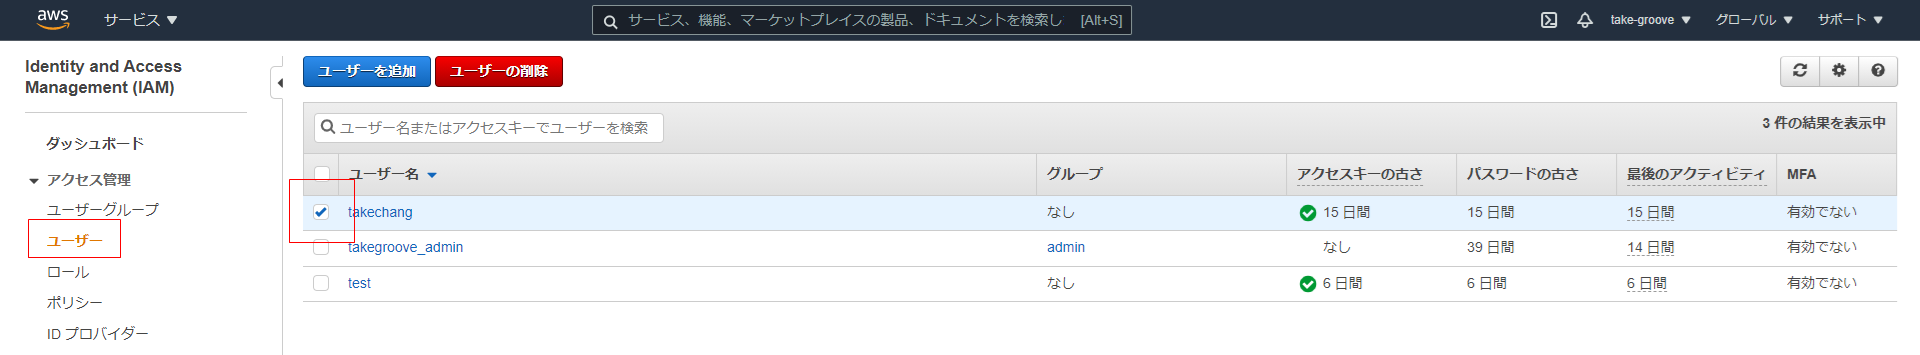 aws サービス サービス、機能、マーケットプレイスの製品、ドキュメントを検索し [Alt+S] take-groove グローバル サポート
Identity and Access
Management (IAM)
ダッシュボード
アクセス管理
ユーザーグループ
ユーザー
ロール
ポリシー
ID プロバイダー
ユーザーを追加 ユーザーの削除
ユーザー名またはアクセスキーでユーザーを検索 3 件の結果を表示中
ユーザー名 グループ アクセスキーの古さ パスワードの古さ 最後のアクティビティ MFA
takechang なし 15 日間 15 日間 15 日間 有効でない
takegroove_admin admin なし 39 日間 14 日間 有効でない
test なし 6 日間 6 日間 6 日間 有効でない